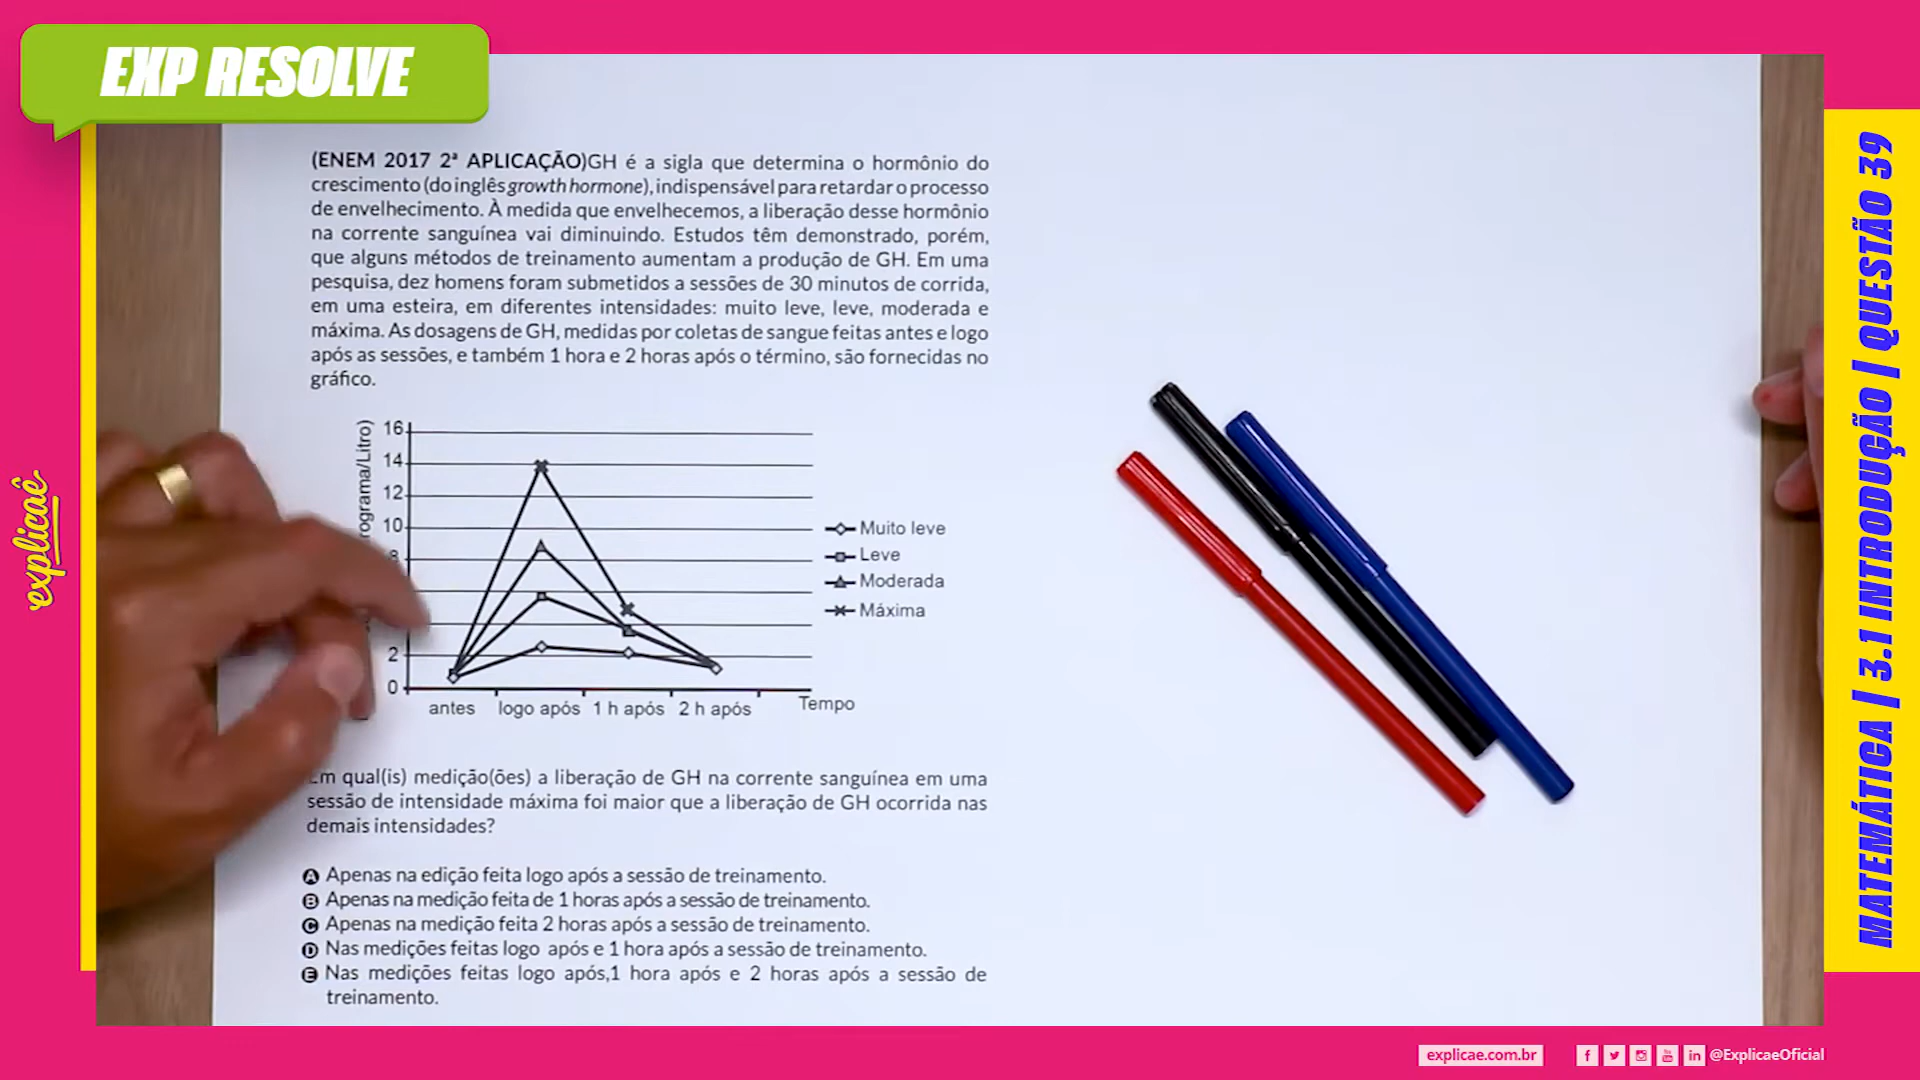 EXP RESOLVE
(ENEM 2017 2ª APLICAÇÃO)GH é a sigla que determina o hormônio do
crescimento (do inglês growth hormone), indispensável para retardar o processo
de envelhecimento. À medida que envelhecemos, a liberação desse hormônio
na corrente sanguínea vai diminuindo. Estudos têm demonstrado, porém,
que alguns métodos de treinamento aumentam a produção de GH. Em uma
pesquisa, dez homens foram submetidos a sessões de 30 minutos de corrida,
em uma esteira, em diferentes intensidades: muito leve, leve, moderada e
máxima. As dosagens de GH, medidas por coletas de sangue feitas antes e logo
após as sessões, e também 1 hora e 2 horas após o término, são fornecidas no
gráfico.
ograma/Litro)
16
14
12
10
8
2
0
antes logo após 1 h após 2 h após Tempo
Muito leve
Leve
Moderada
Máxima
Em qual(is) medição(ões) a liberação de GH na corrente sanguínea em uma
sessão de intensidade máxima foi maior que a liberação de GH ocorrida nas
demais intensidades?
A Apenas na edição feita logo após a sessão de treinamento.
B Apenas na medição feita de 1 horas após a sessão de treinamento.
C Apenas na medição feita 2 horas após a sessão de treinamento.
D Nas medições feitas logo após e 1 hora após a sessão de treinamento.
E Nas medições feitas logo após,1 hora após e 2 horas após a sessão de
treinamento.
explicaê
MATEMÁTICA | 3.1 INTRODUÇÃO | QUESTÃO 39
explicae.com.br
@ExplicaeOficial